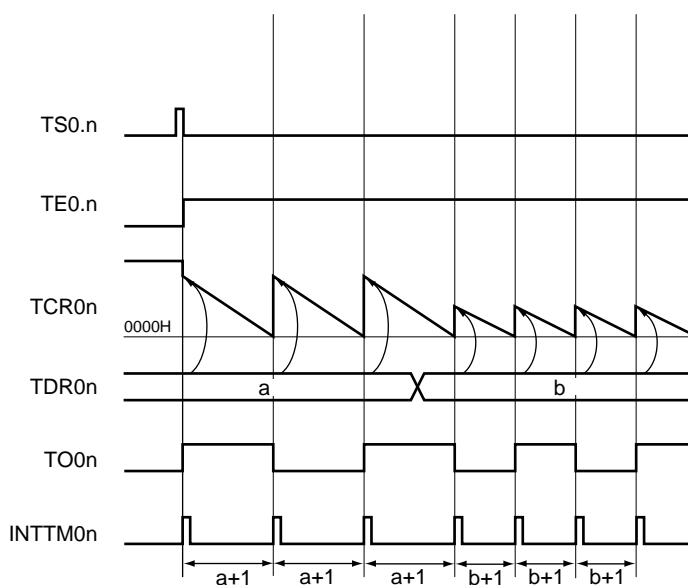 TS0.n
TE0.n
TCR0n
0000H
TDR0n
a
b
TO0n
INTTM0n
a+1
a+1
a+1
b+1
b+1
b+1